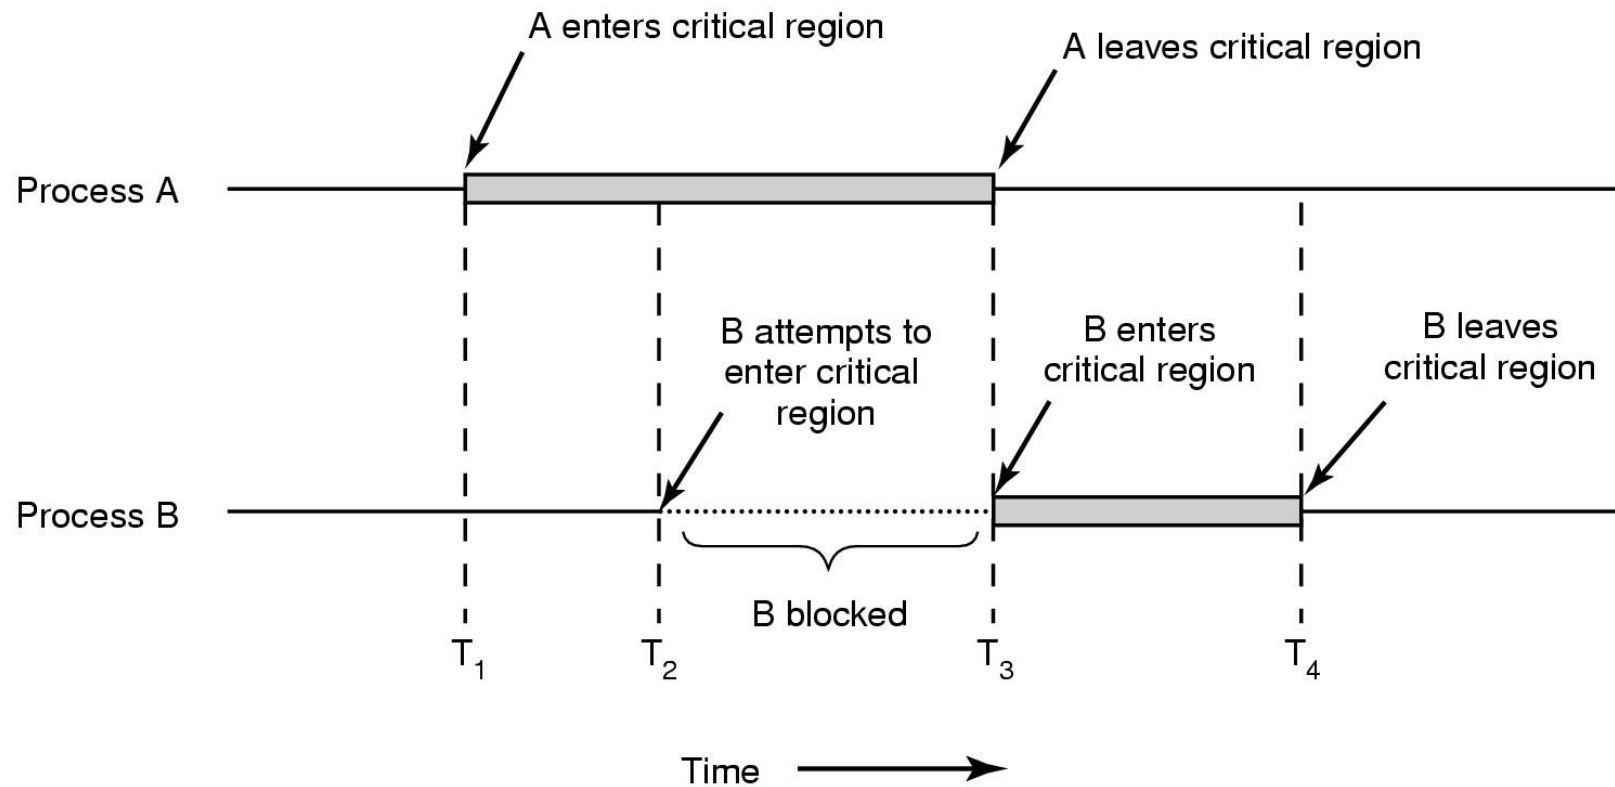 A enters critical region
A leaves critical region
Process A
B attempts to
enter critical
region
B enters
critical region
B leaves
critical region
Process B
B blocked
T1
T2
T3
T4
Time